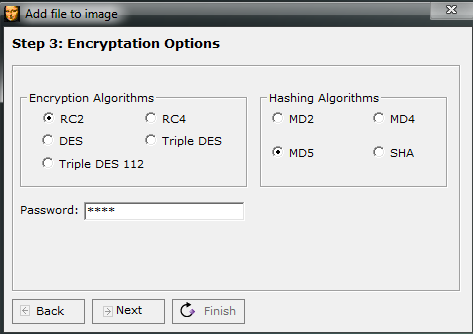 Add file to image
Step 3: Encryptation Options
Encryption Algorithms
RC2 RC4
DES Triple DES
Triple DES 112
Hashing Algorithms
MD2 MD4
MD5 SHA
Password: ****
Back Next Finish